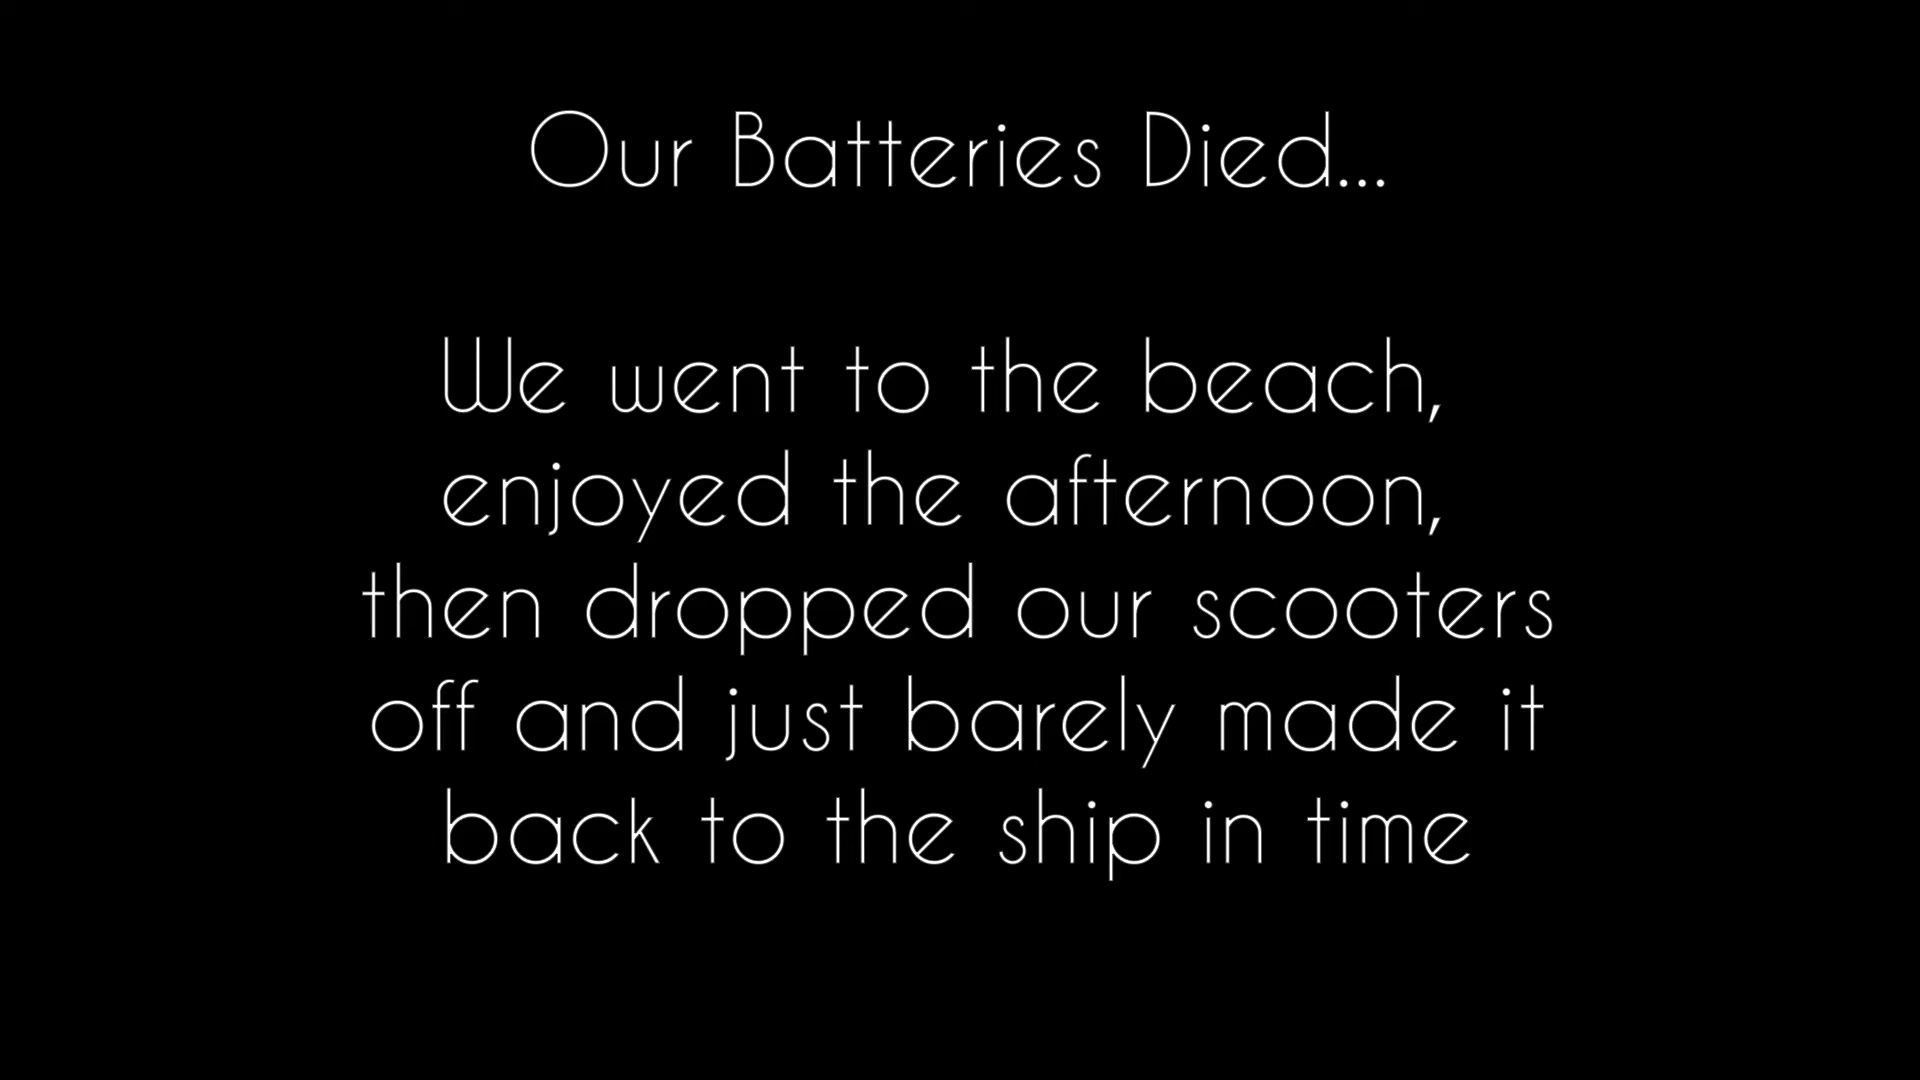 Our Batteries Died...
We went to the beach,
enjoyed the afternoon,
then dropped our scooters
off and just barely made it
back to the ship in time